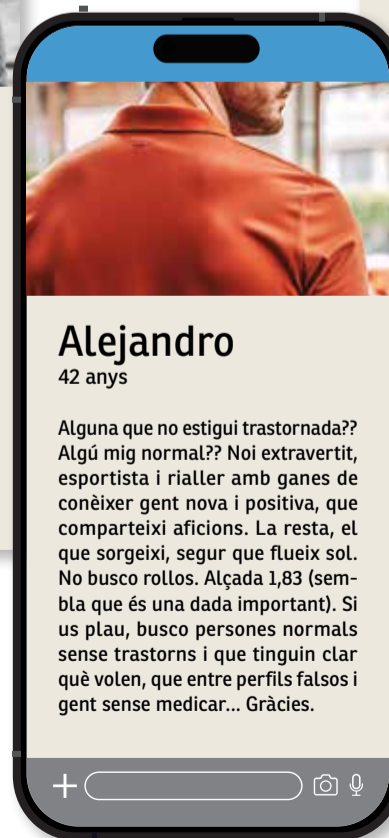 Alejandro
42 anys
Alguna que no estigui trastornada??
Algú mig normal?? Noi extravertit,
esportista i rialler amb ganes de
conèixer gent nova i positiva, que
comparteixi aficions. La resta, el
que sorgeixi, segur que flueix sol.
No busco rollos. Alçada 1,83 (sem-
bla que és una dada important). Si
us plau, busco persones normals
sense trastorns i que tinguin clar
què volen, que entre perfils falsos i
gent sense medicar... Gràcies.